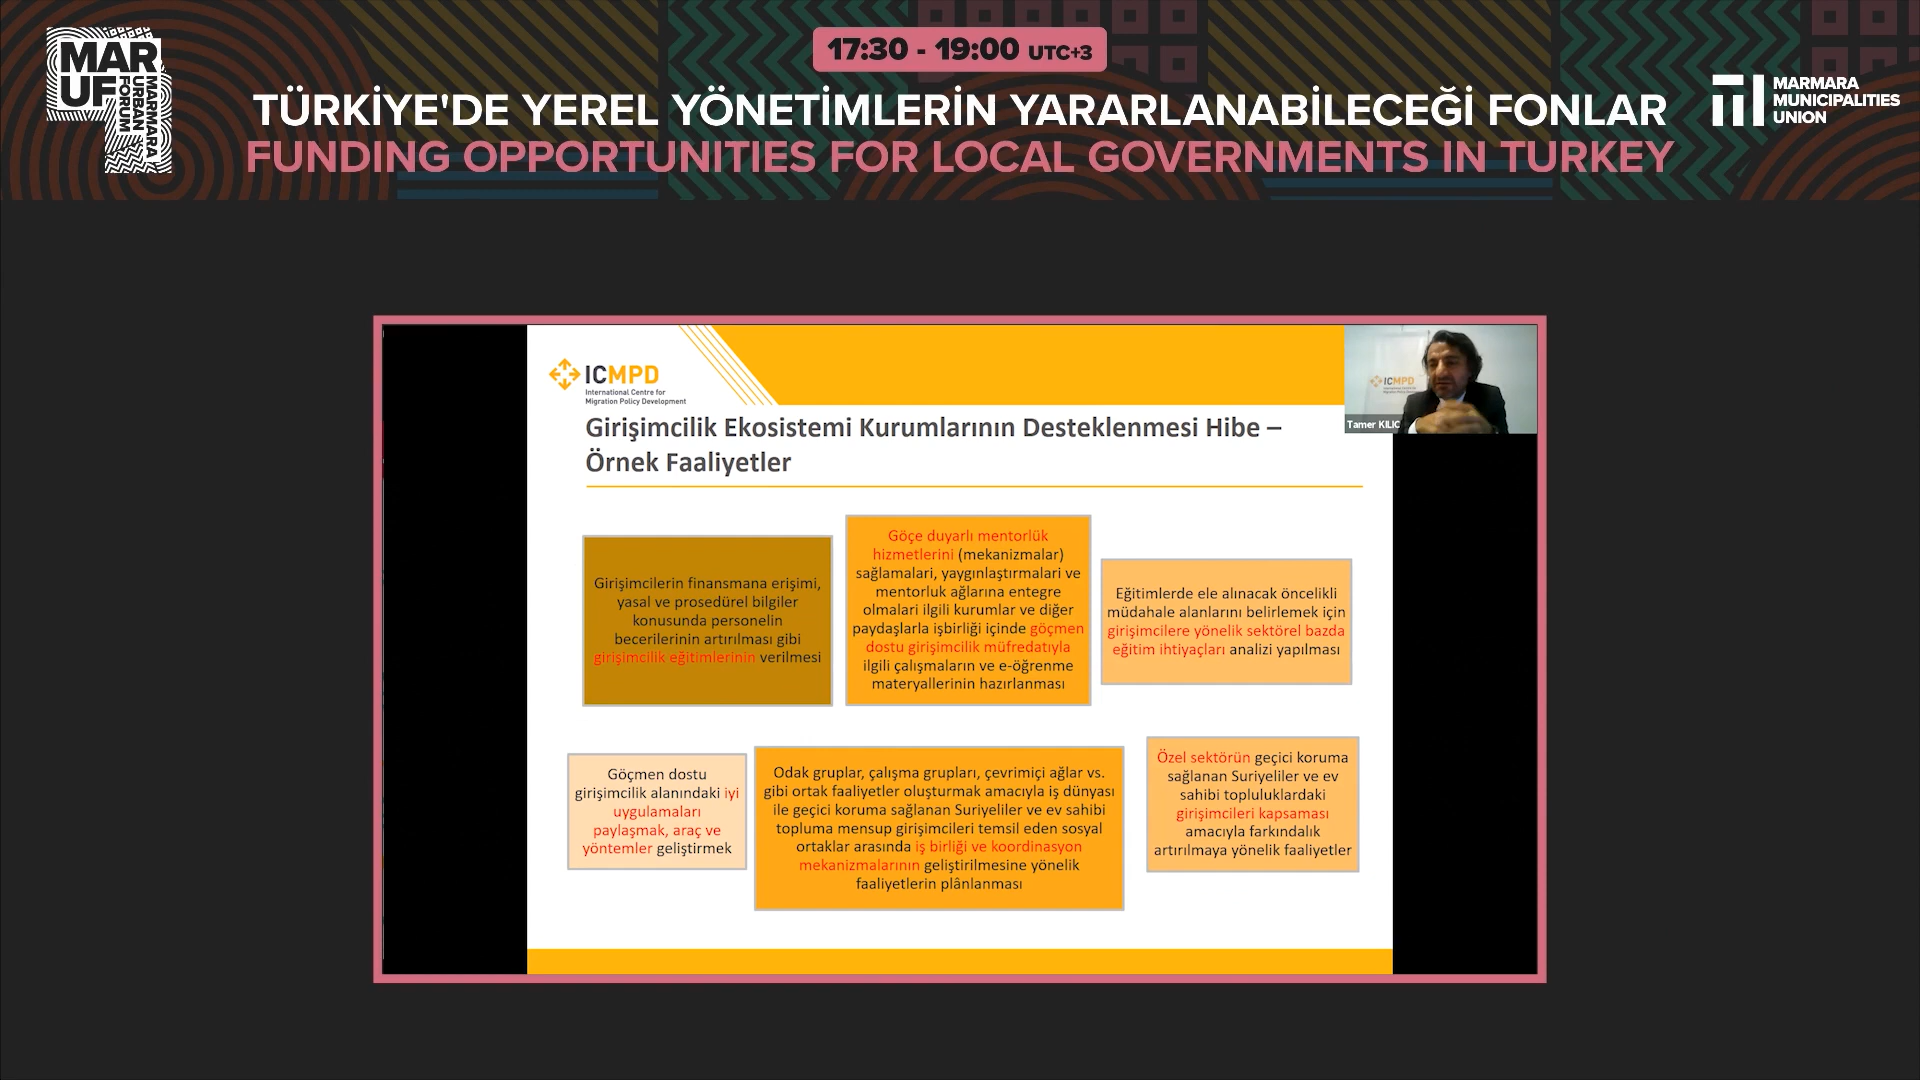 MAR
UF
MARMARA
URBAN
FORUM
17:30 - 19:00 UTC+3
TÜRKİYE'DE YEREL YÖNETİMLERİN YARARLANABİLECEĞİ FONLAR
FUNDING OPPORTUNITIES FOR LOCAL GOVERNMENTS IN TURKEY
MARMARA
MUNICIPALITIES
UNION
ICMPD
International Centre for
Migration Policy Development
ICMPD
Tamer KILIC
Girişimcilik Ekosistemi Kurumlarının Desteklenmesi Hibe –
Örnek Faaliyetler
Girişimcilerin finansmana erişimi,
yasal ve prosedürel bilgiler
konusunda personelin
becerilerinin artırılması gibi
girişimcilik eğitimlerinin verilmesi
Göçe duyarlı mentorlük
hizmetlerini (mekanizmalar)
sağlamalari, yaygınlaştırmalari ve
mentorluk ağlarına entegre
olmalari ilgili kurumlar ve diğer
paydaşlarla işbirliği içinde göçmen
dostu girişimcilik müfredatıyla
ilgili çalışmaların ve e-öğrenme
materyallerinin hazırlanması
Eğitimlerde ele alınacak öncelikli
müdahale alanlarını belirlemek için
girişimcilere yönelik sektörel bazda
eğitim ihtiyaçları analizi yapılması
Göçmen dostu
girişimcilik alanındaki iyi
uygulamaları
paylaşmak, araç ve
yöntemler geliştirmek
Odak gruplar, çalışma grupları, çevrimiçi ağlar vs.
gibi ortak faaliyetler oluşturmak amacıyla iş dünyası
ile geçici koruma sağlanan Suriyeliler ve ev sahibi
topluma mensup girişimcileri temsil eden sosyal
ortaklar arasında iş birliği ve koordinasyon
mekanizmalarının geliştirilmesine yönelik
faaliyetlerin plânlanması
Özel sektörün geçici koruma
sağlanan Suriyeliler ve ev
sahibi topluluklardaki
girişimcileri kapsaması
amacıyla farkındalık
artırılmaya yönelik faaliyetler